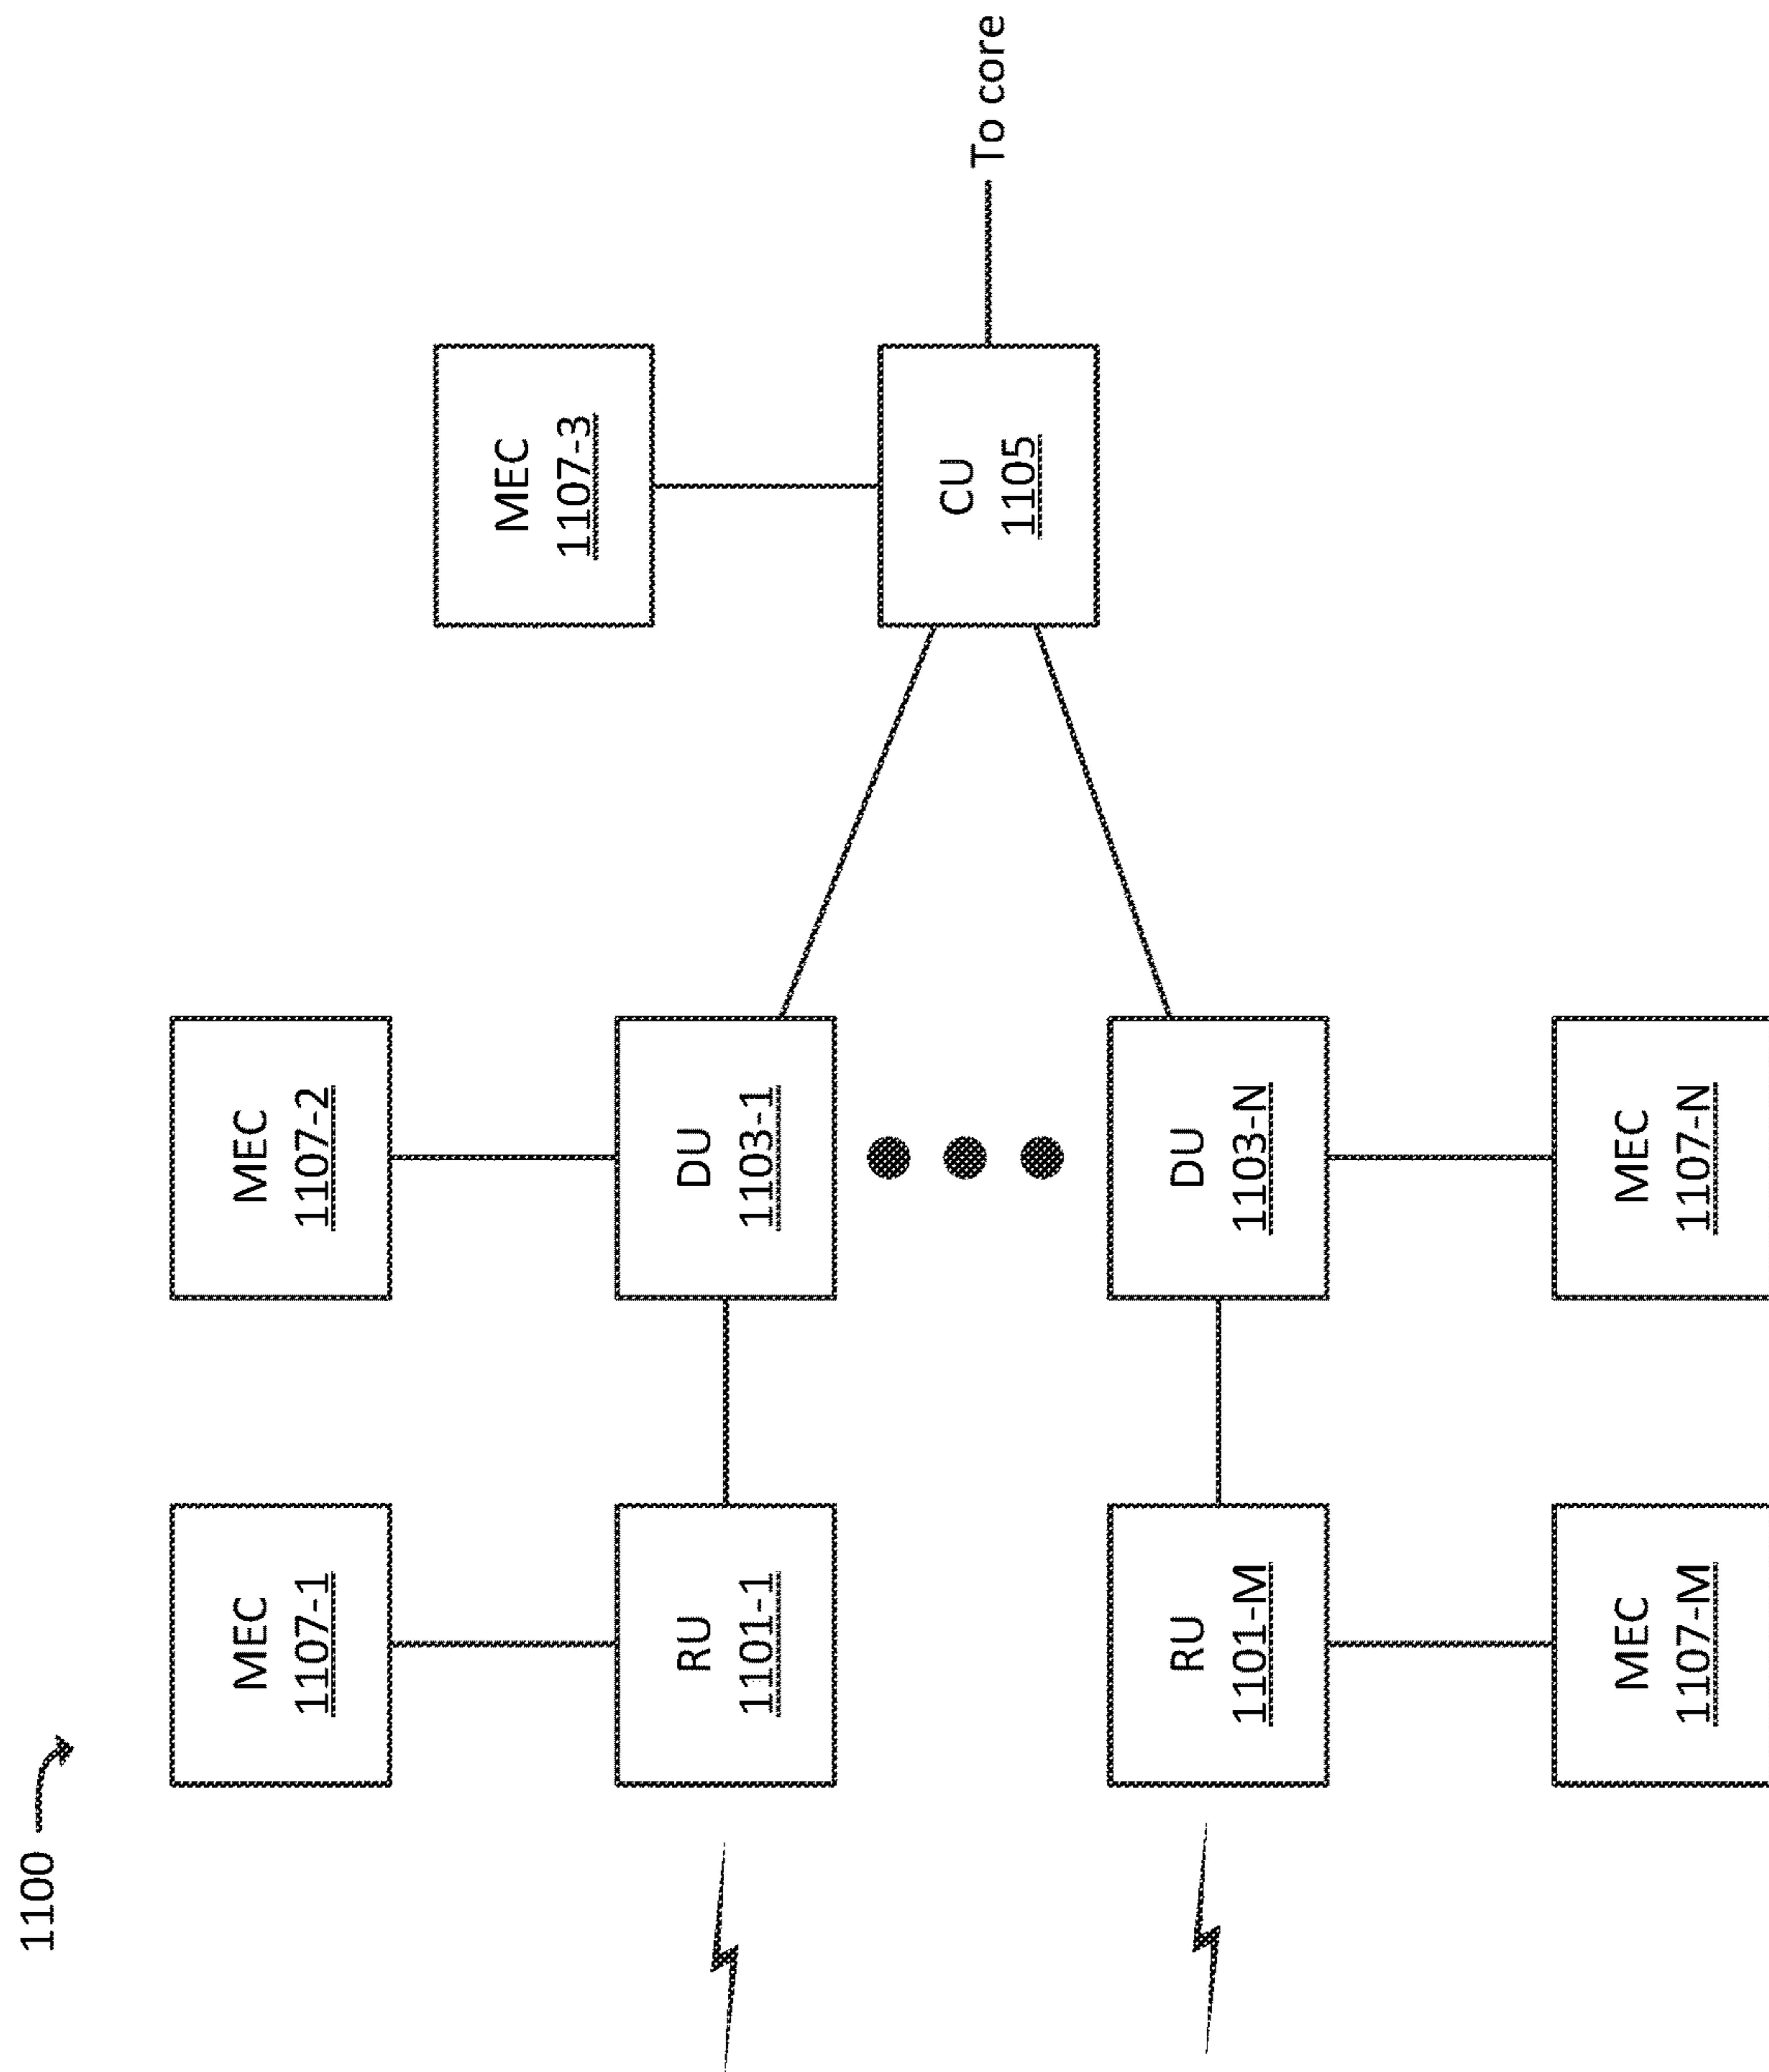 1100
MEC
1107-1
MEC
1107-2
MEC
1107-3
RU
1101-1
DU
1103-1
CU
1105
To core
RU
1101-M
DU
1103-N
MEC
1107-M
MEC
1107-N